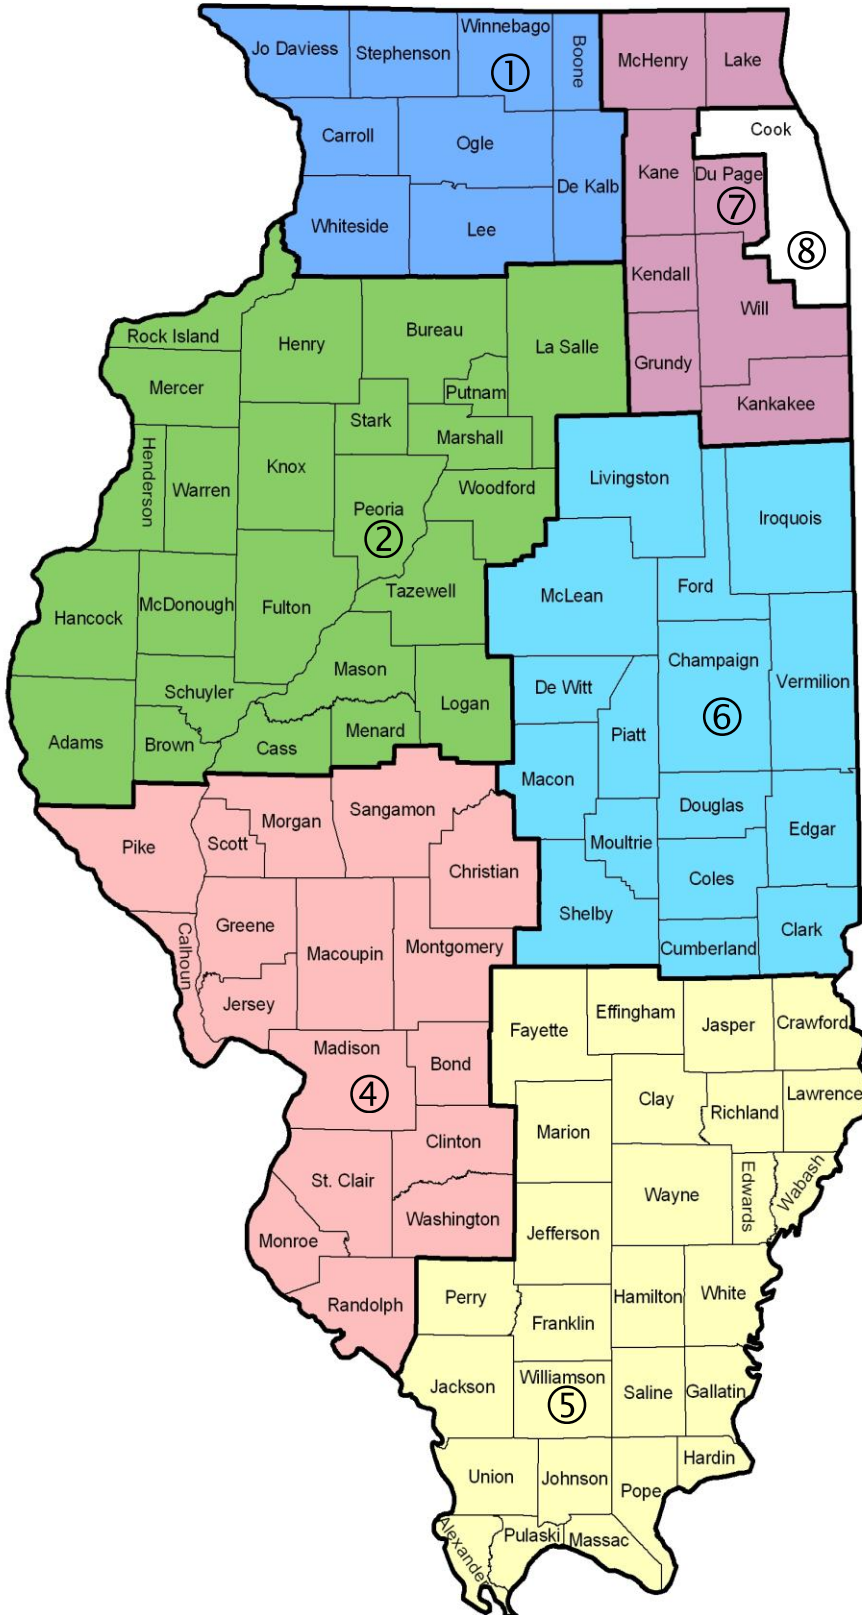 Jo Daviess
Stephenson
Winnebago
①
Boone
McHenry
Lake
Carroll
Ogle
De Kalb
Whiteside
Lee
Kane
Cook
Du Page
⑦
⑧
Kendall
Will
Grundy
Kankakee
Rock Island
Henry
Bureau
La Salle
Mercer
Putnam
Stark
Marshall
Henderson
Warren
Knox
Peoria
②
Woodford
Hancock
McDonough
Fulton
Tazewell
Mason
Schuyler
Logan
Adams
Brown
Cass
Menard
Livingston
Iroquois
McLean
Ford
Champaign
⑥
Vermilion
De Witt
Piatt
Macon
Douglas
Edgar
Moultrie
Coles
Shelby
Cumberland
Clark
Pike
Scott
Morgan
Sangamon
Christian
Calhoun
Greene
Macoupin
Montgomery
Jersey
Madison
④
Bond
St. Clair
Clinton
Monroe
Washington
Randolph
Fayette
Effingham
Jasper
Crawford
Marion
Clay
Richland
Lawrence
Wayne
Edwards
Wabash
Jefferson
Perry
Franklin
Hamilton
White
Jackson
Williamson
⑤
Saline
Gallatin
Union
Johnson
Pope
Hardin
Alexander
Pulaski
Massac